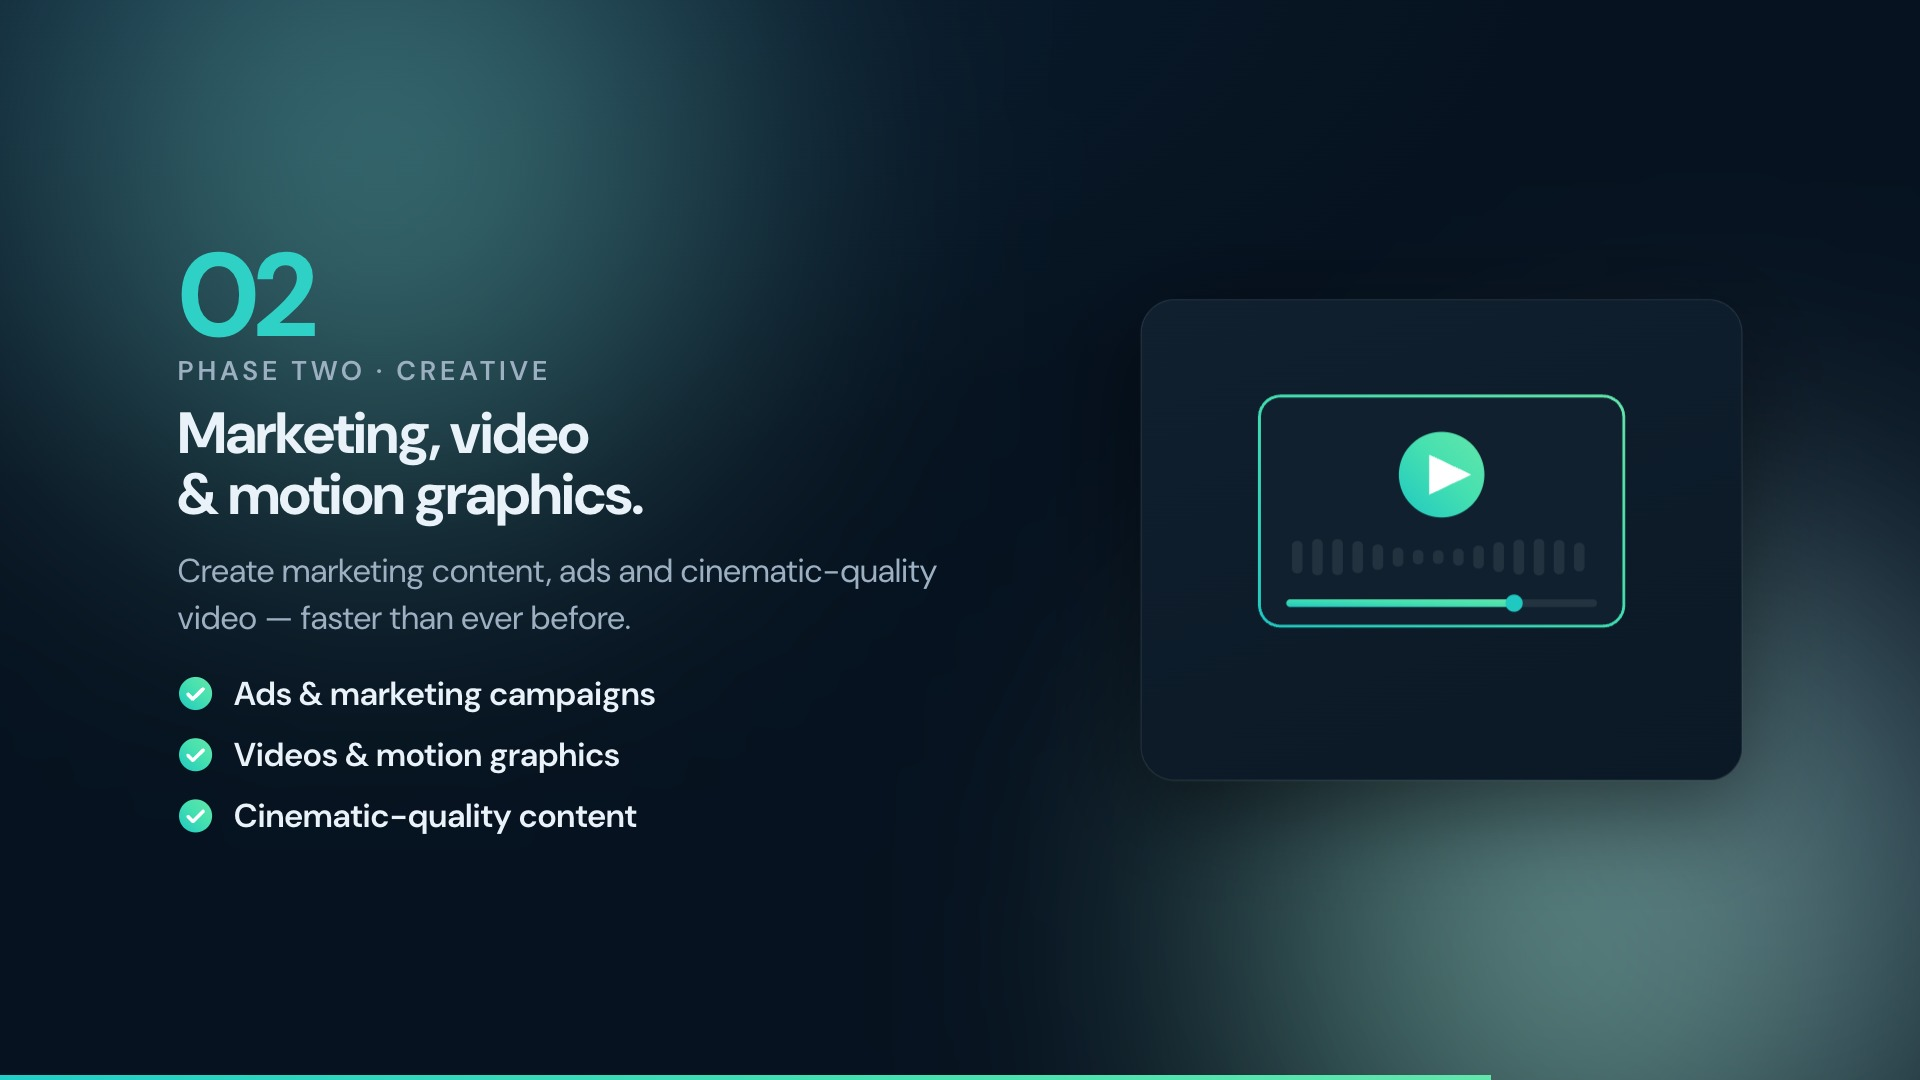 02
PHASE TWO · CREATIVE
Marketing, video
& motion graphics.
Create marketing content, ads and cinematic-quality
video — faster than ever before.
Ads & marketing campaigns
Videos & motion graphics
Cinematic-quality content